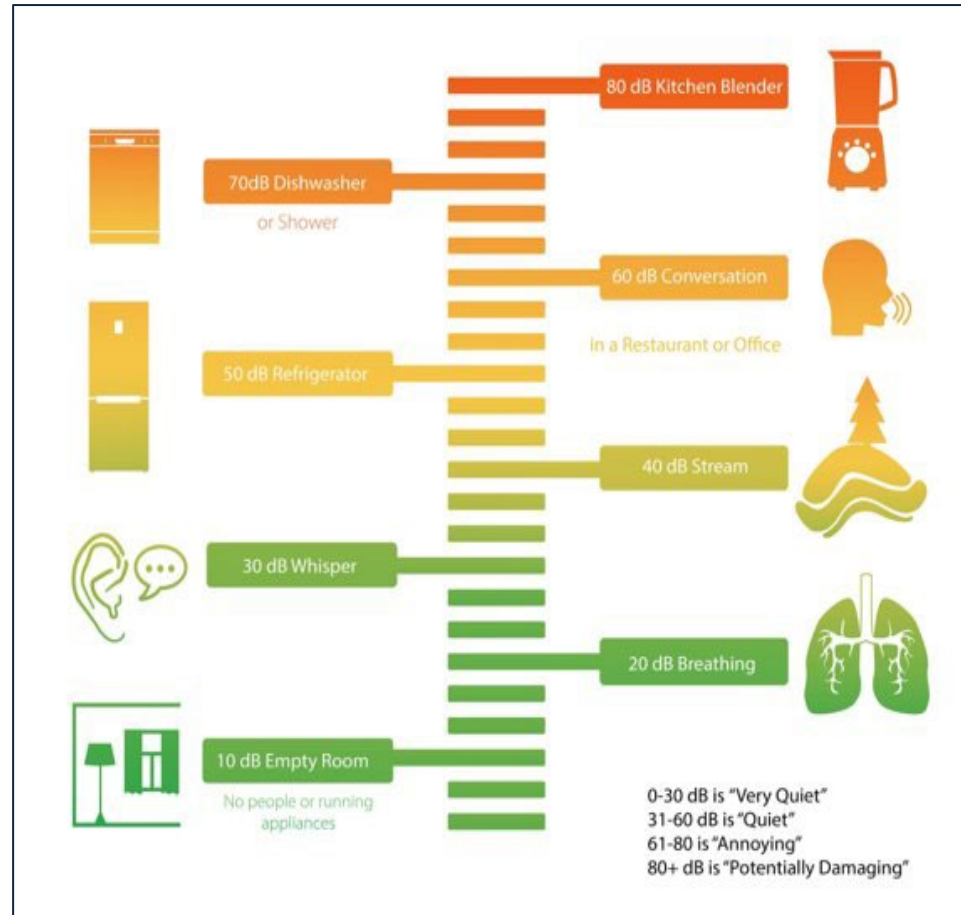 80 dB Kitchen Blender
70dB Dishwasher
or Shower
60 dB Conversation
in a Restaurant or Office
50 dB Refrigerator
40 dB Stream
30 dB Whisper
20 dB Breathing
10 dB Empty Room
No people or running
appliances
0-30 dB is “Very Quiet”
31-60 dB is “Quiet”
61-80 is “Annoying”
80+ dB is “Potentially Damaging”